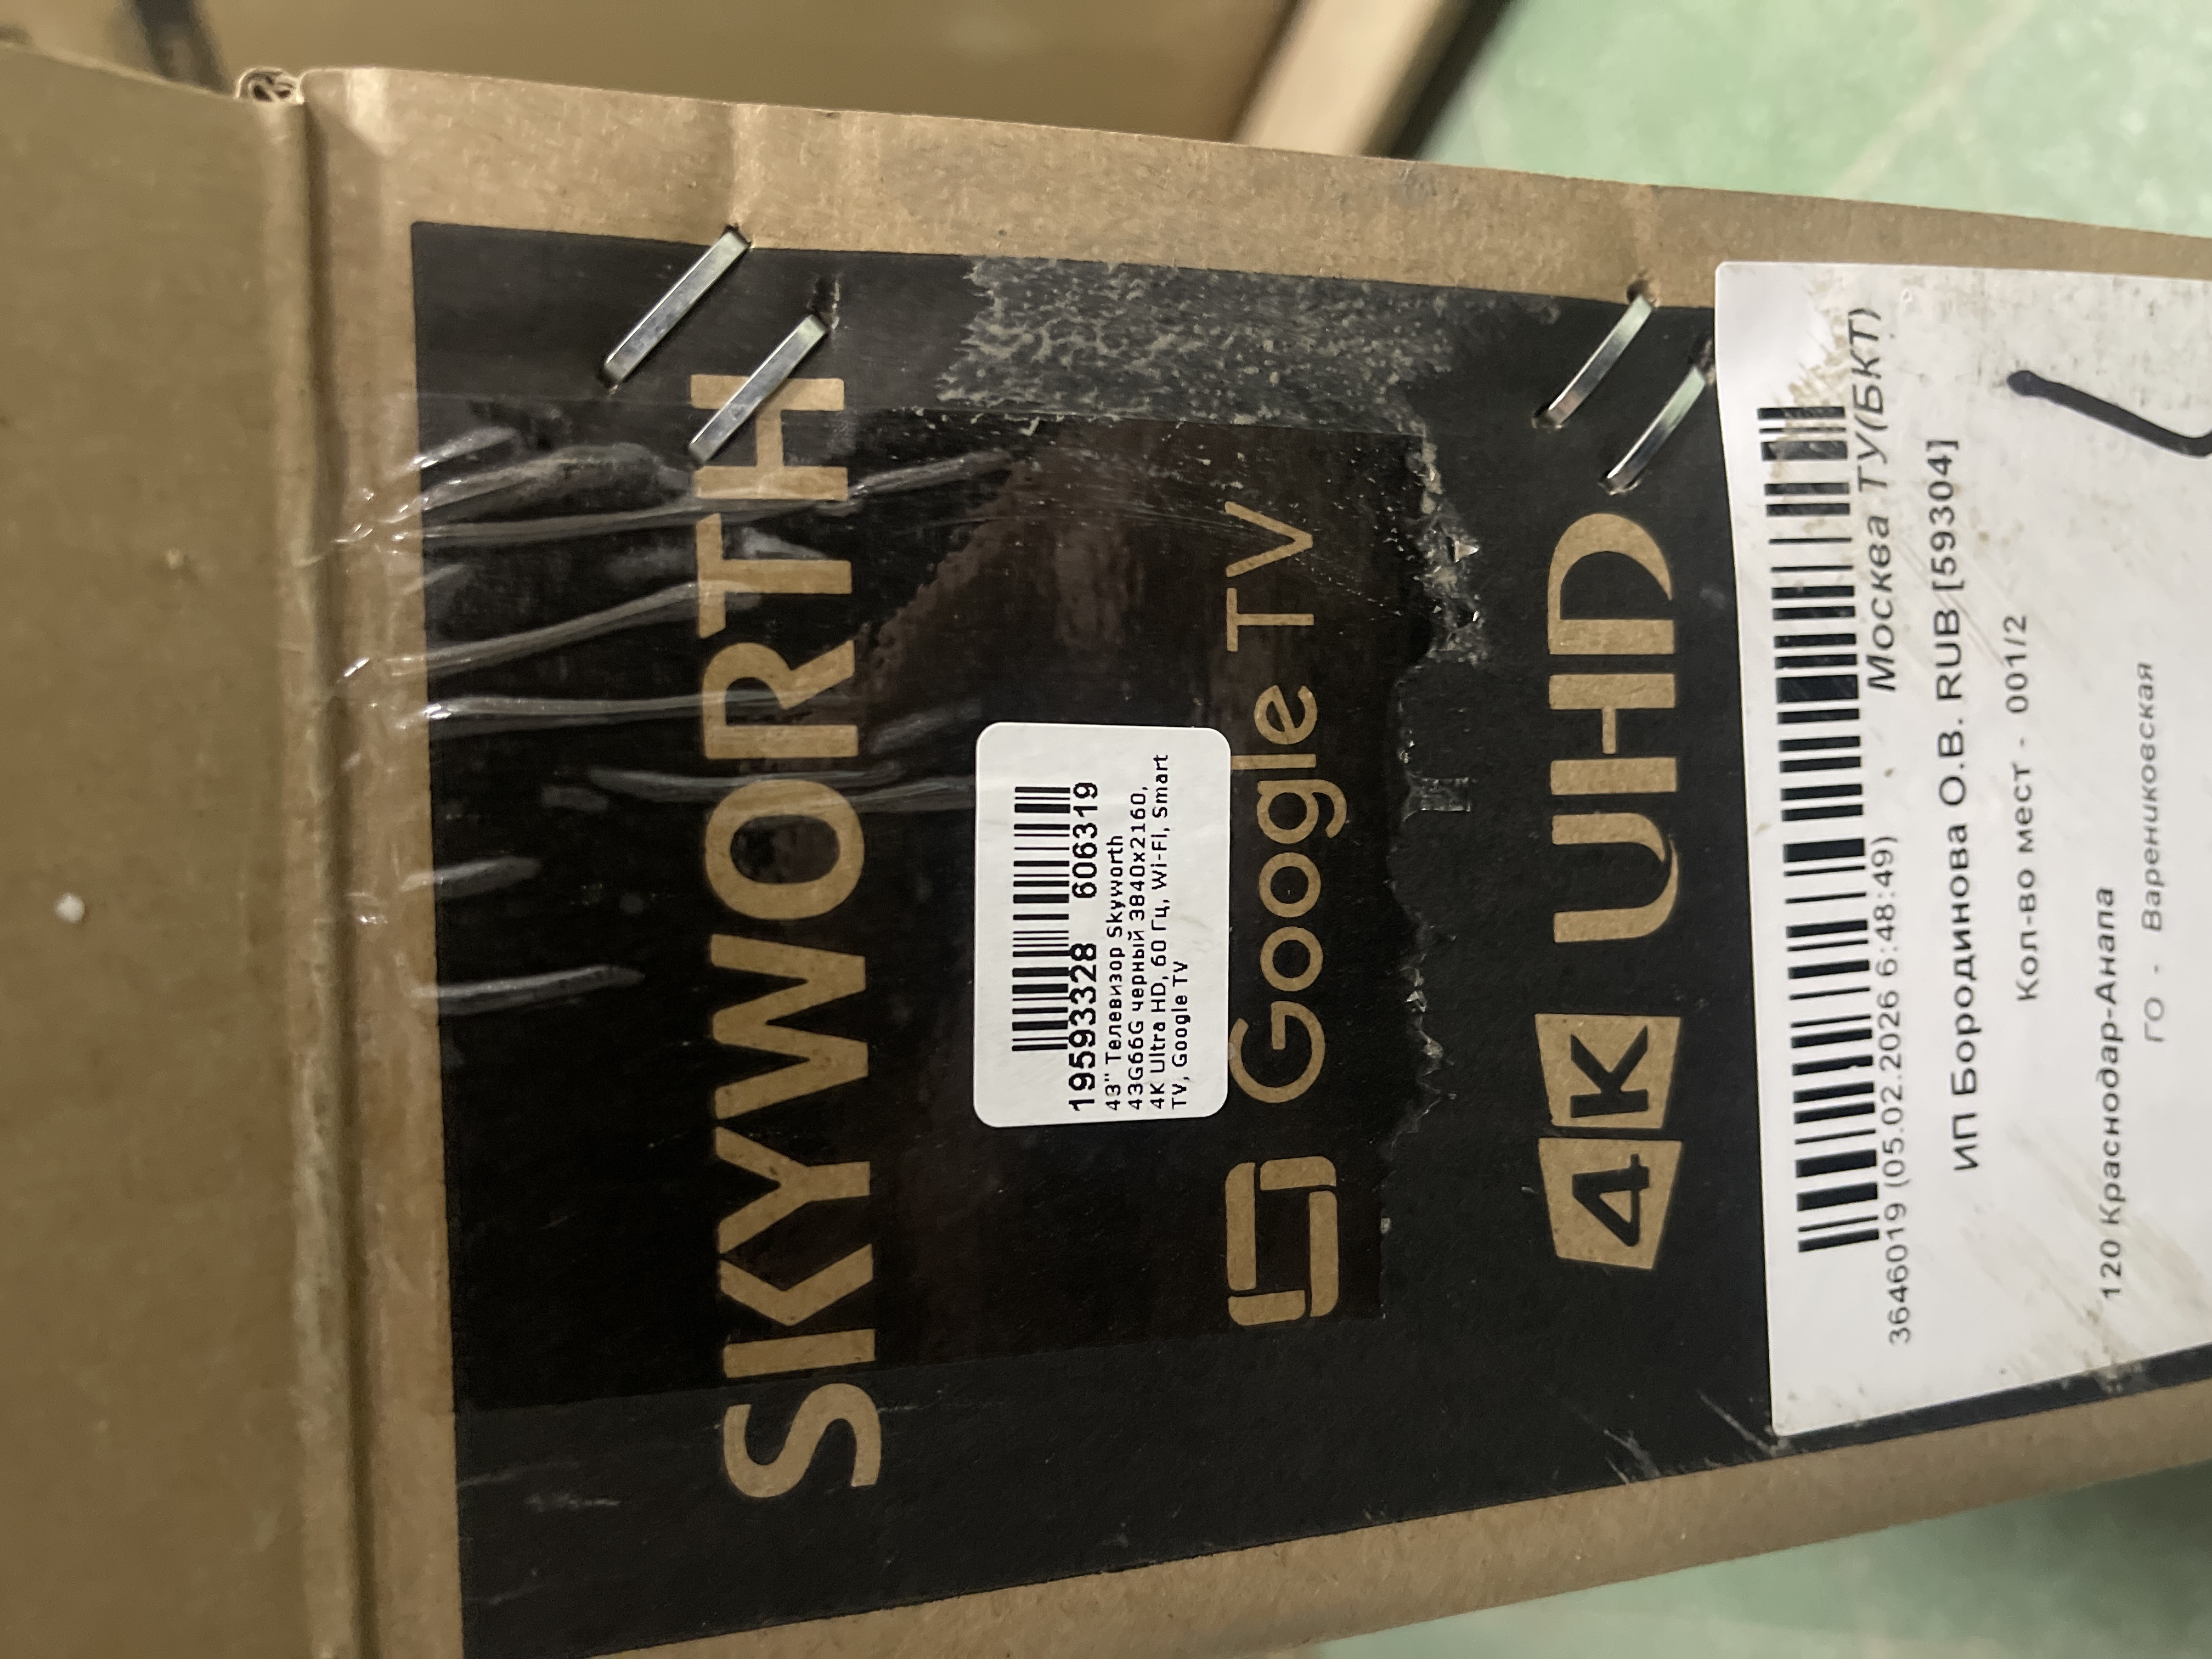 SKYWORTH
19593328 6063319
43" Телевизор Skyworth
43G66G черный 3840x2160,
4K Ultra HD, 60 Гц, Wi-Fi, Smart
TV, Google TV
Google TV
4K UHD
Москва ТУ(БКТ)
3646019 (05.02.2026 6:48:49)
ИП Бородинова О.В. RUB [59304]
Кол-во мест - 001/2
120 Краснодар-Анапа
ГО - Варениковская